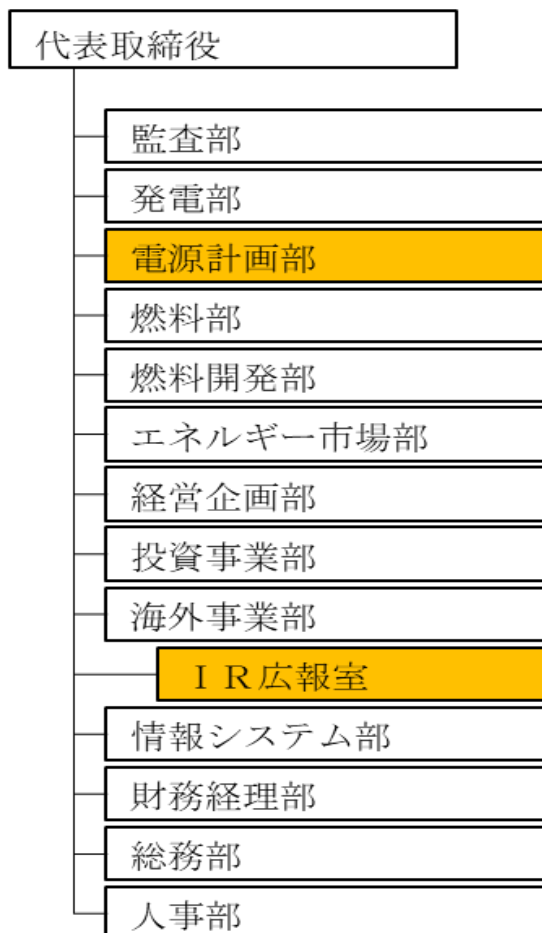 代表取締役
監査部
発電部
電源計画部
燃料部
燃料開発部
エネルギー市場部
経営企画部
投資事業部
海外事業部
ＩＲ広報室
情報システム部
財務経理部
総務部
人事部